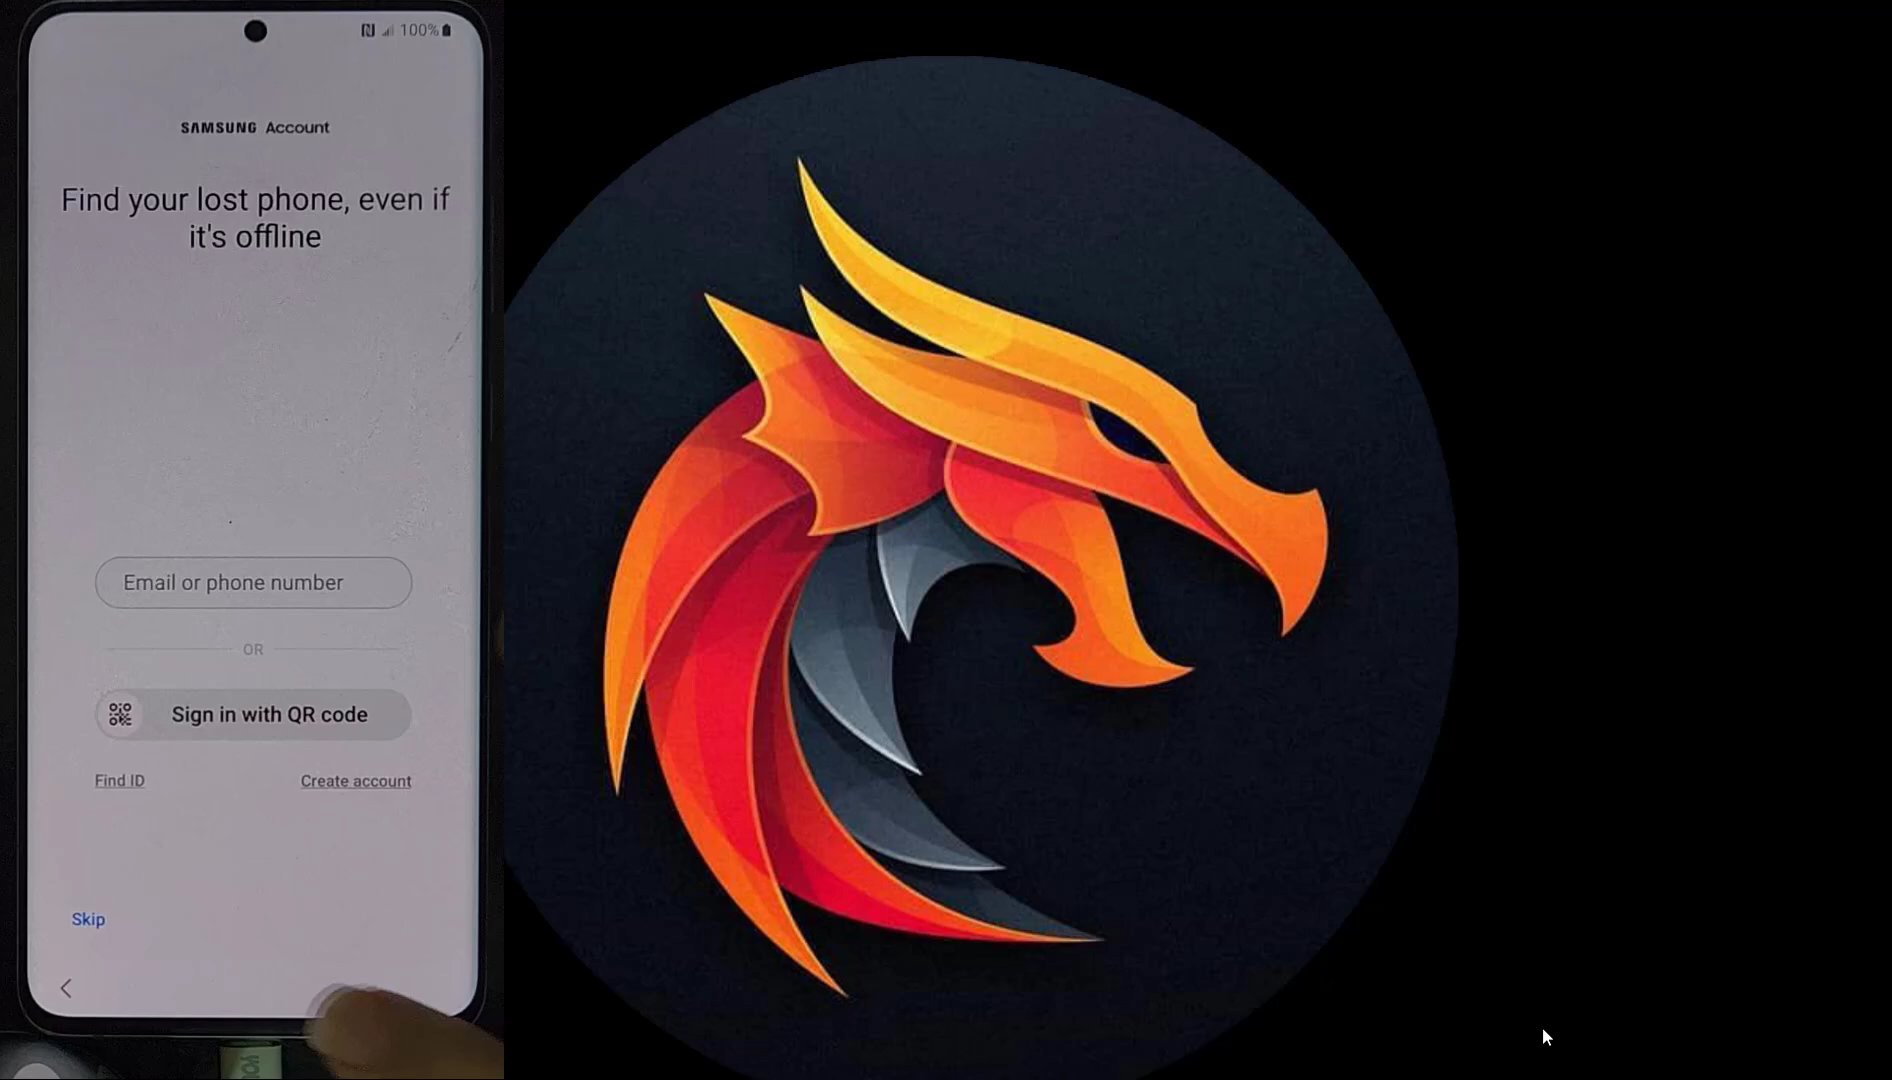 100%
SAMSUNG Account
Find your lost phone, even if
it's offline
Email or phone number
OR
Sign in with QR code
Find ID
Create account
Skip